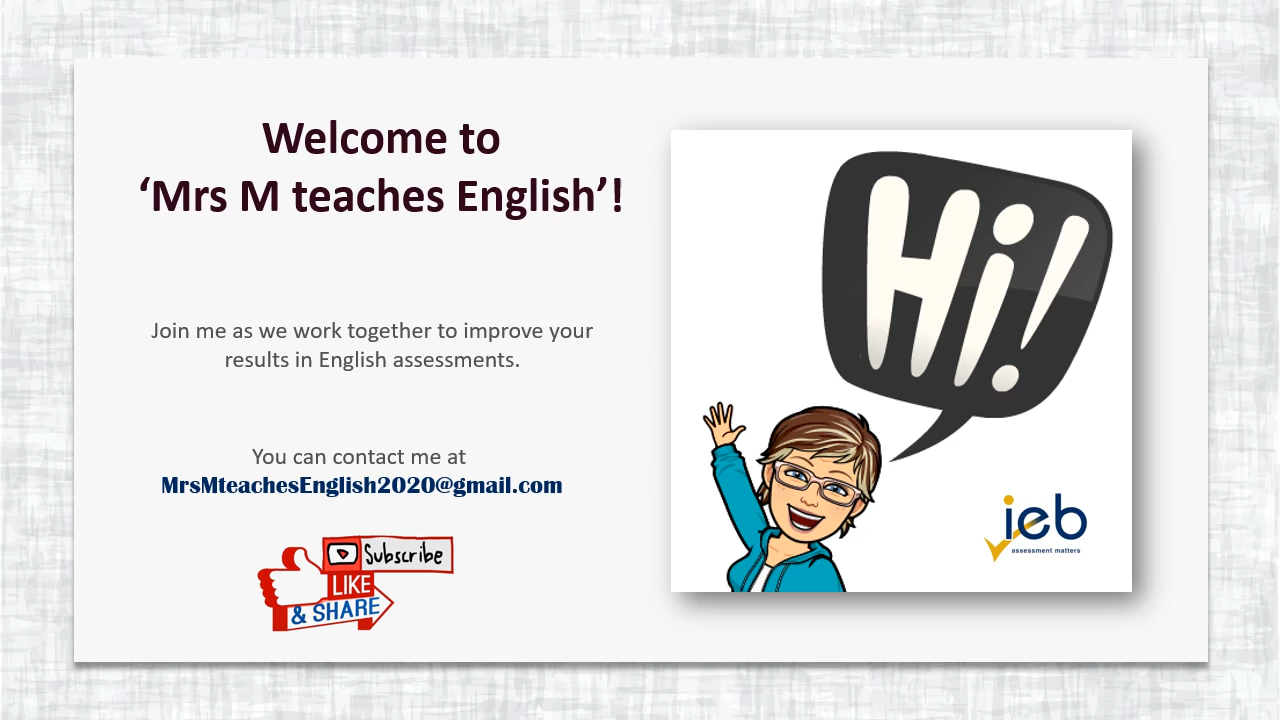 Welcome to
‘Mrs M teaches English’!
Join me as we work together to improve your
results in English assessments.
You can contact me at
MrsMteachesEnglish2020@gmail.com
Subscribe
LIKE
& SHARE
Hi!
ieb
assessment matters